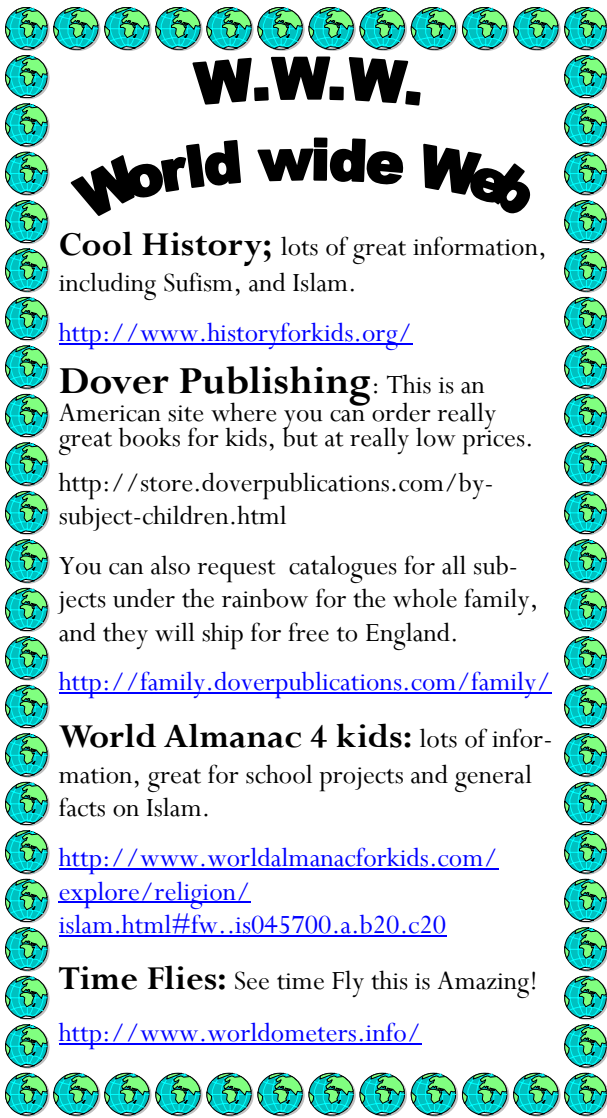 W.W.W.
World wide Web
Cool History; lots of great information,
including Sufism, and Islam.
http://www.historyforkids.org/
Dover Publishing: This is an
American site where you can order really
great books for kids, but at really low prices.
http://store.doverpublications.com/by-
subject-children.html
You can also request catalogues for all sub-
jects under the rainbow for the whole family,
and they will ship for free to England.
http://family.doverpublications.com/family/
World Almanac 4 kids: lots of infor-
mation, great for school projects and general
facts on Islam.
http://www.worldalmanacforkids.com/
explore/religion/
islam.html#fw..is045700.a.b20.c20
Time Flies: See time Fly this is Amazing!
http://www.worldometers.info/